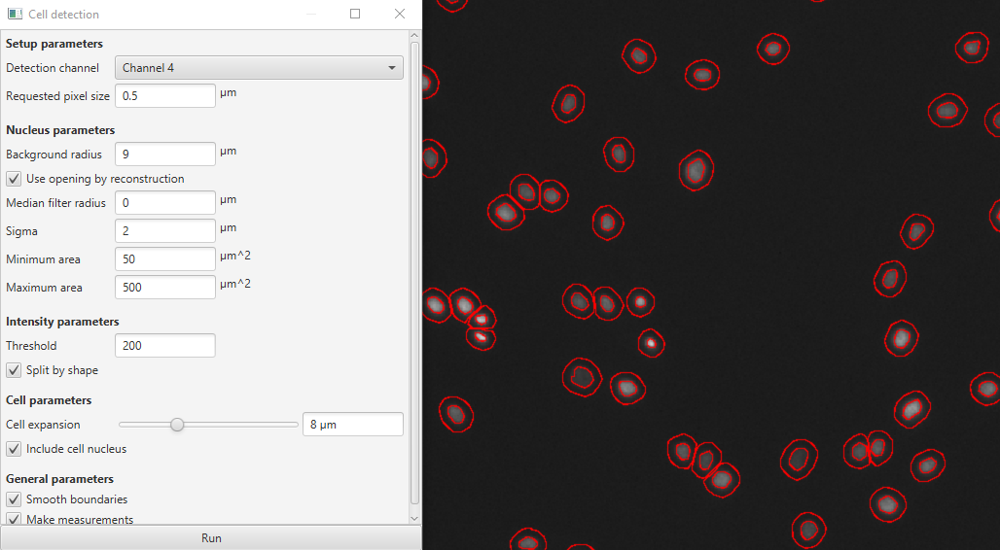 Cell detection
Setup parameters
Detection channel Channel 4
Requested pixel size 0.5 µm
Nucleus parameters
Background radius 9 µm
Use opening by reconstruction
Median filter radius 0 µm
Sigma 2 µm
Minimum area 50 µm^2
Maximum area 500 µm^2
Intensity parameters
Threshold 200
Split by shape
Cell parameters
Cell expansion 8 µm
Include cell nucleus
General parameters
Smooth boundaries
Make measurements
Run